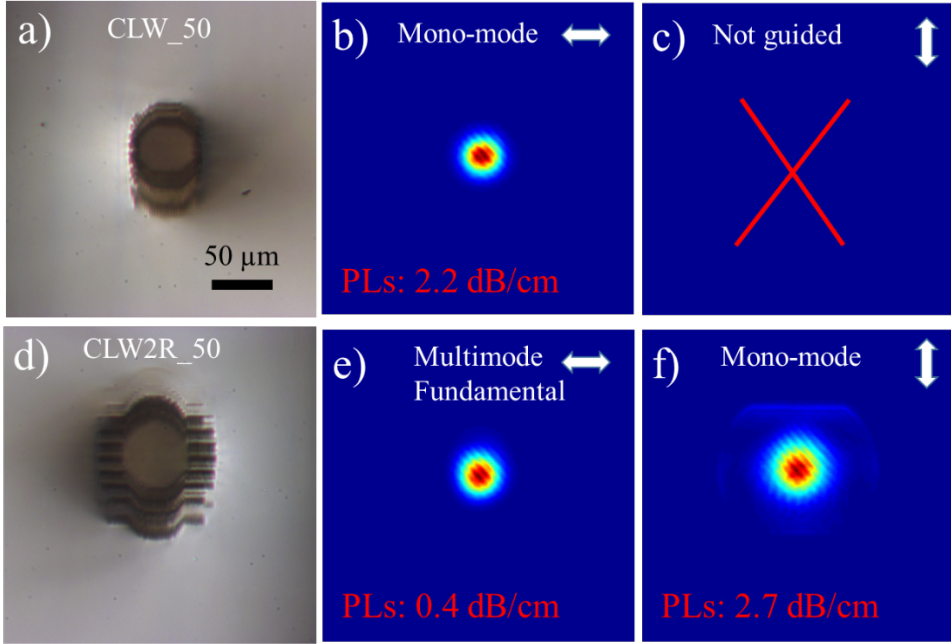 a) CLW_50
50 µm
b) Mono-mode
PLs: 2.2 dB/cm
c) Not guided
d) CLW2R_50
e) Multimode
Fundamental
PLs: 0.4 dB/cm
f) Mono-mode
PLs: 2.7 dB/cm